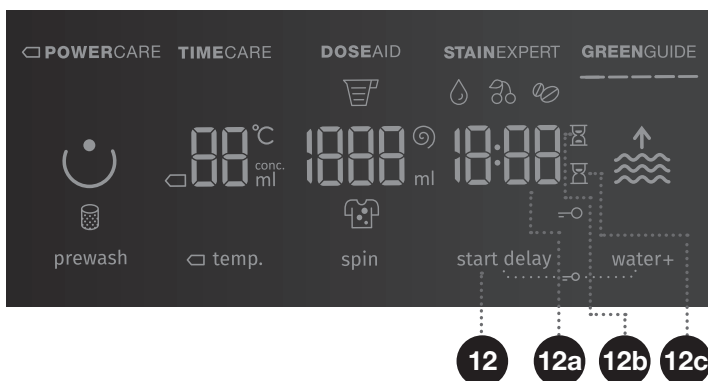 POWERCARE TIMECARE DOSEAID STAINEXPERT GREENGUIDE
88 °C 1888 18:88
conc.
ml ml
prewash temp. spin start delay water+
12 12a 12b 12c